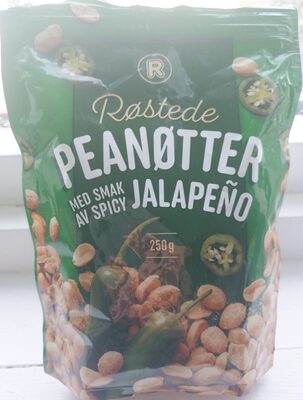 R
Røstede
PEANØTTER
MED SMAK
AV SPICY JALAPEÑO
250g